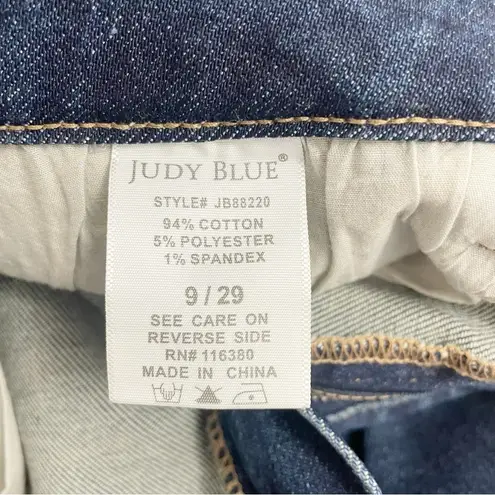 JUDY BLUE®
STYLE# JB88220
94% COTTON
5% POLYESTER
1% SPANDEX
9 / 29
SEE CARE ON
REVERSE SIDE
RN# 116380
MADE IN CHINA